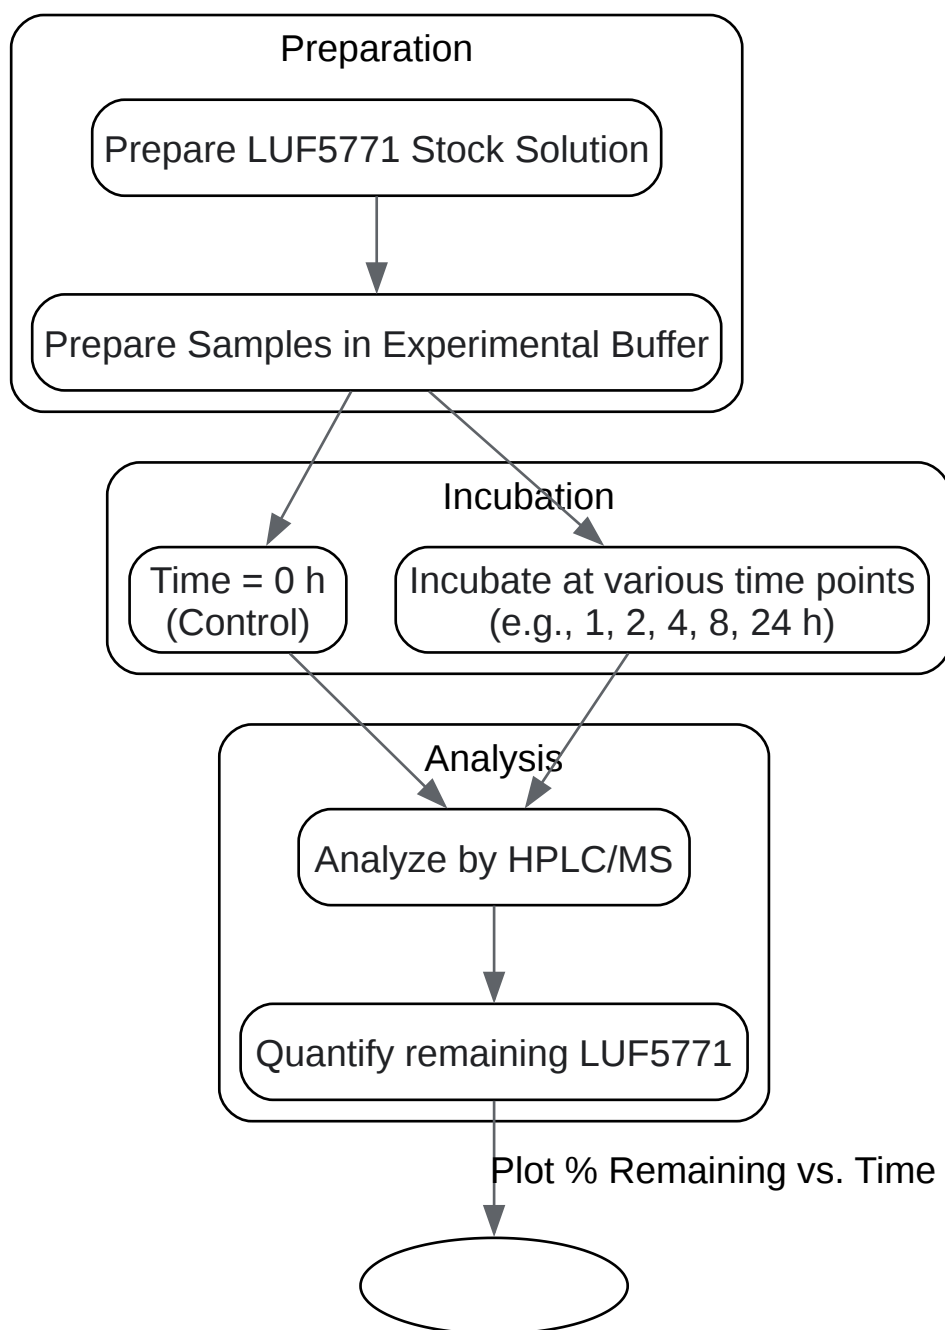 Preparation
Prepare LUF5771 Stock Solution
Prepare Samples in Experimental Buffer
Incubation
Time = 0 h
(Control)
Incubate at various time points
(e.g., 1, 2, 4, 8, 24 h)
Analysis
Analyze by HPLC/MS
Quantify remaining LUF5771
Plot % Remaining vs. Time